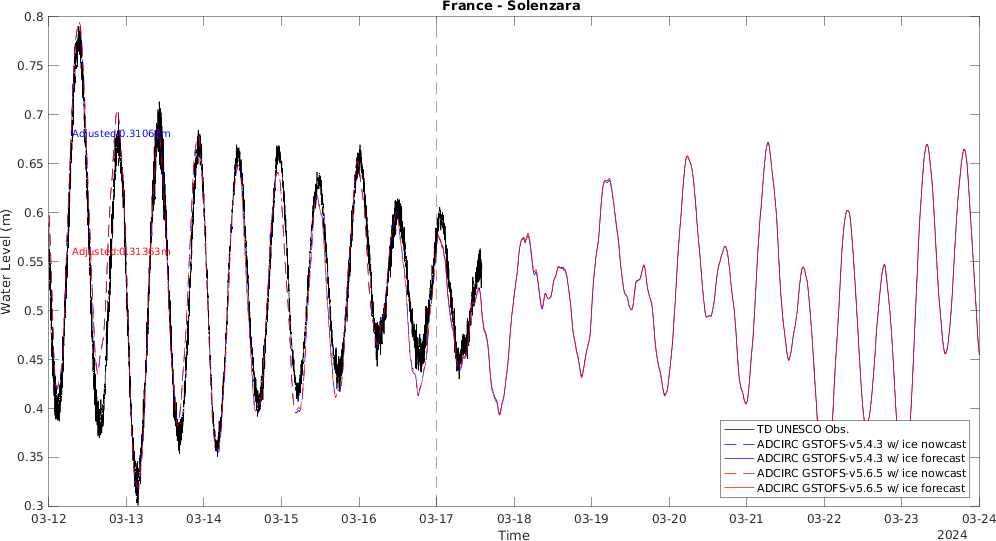 France - Solenzara
Water Level (m)
0.8
0.75
0.7
0.65
0.6
0.55
0.5
0.45
0.4
0.35
0.3
Adjusted:0.31363m
TD UNESCO Obs.
ADCIRC GSTOFS-v5.4.3 w/ ice nowcast
ADCIRC GSTOFS-v5.4.3 w/ ice forecast
ADCIRC GSTOFS-v5.6.5 w/ ice nowcast
ADCIRC GSTOFS-v5.6.5 w/ ice forecast
03-12 03-13 03-14 03-15 03-16 03-17 03-18 03-19 03-20 03-21 03-22 03-23 03-24
Time
2024